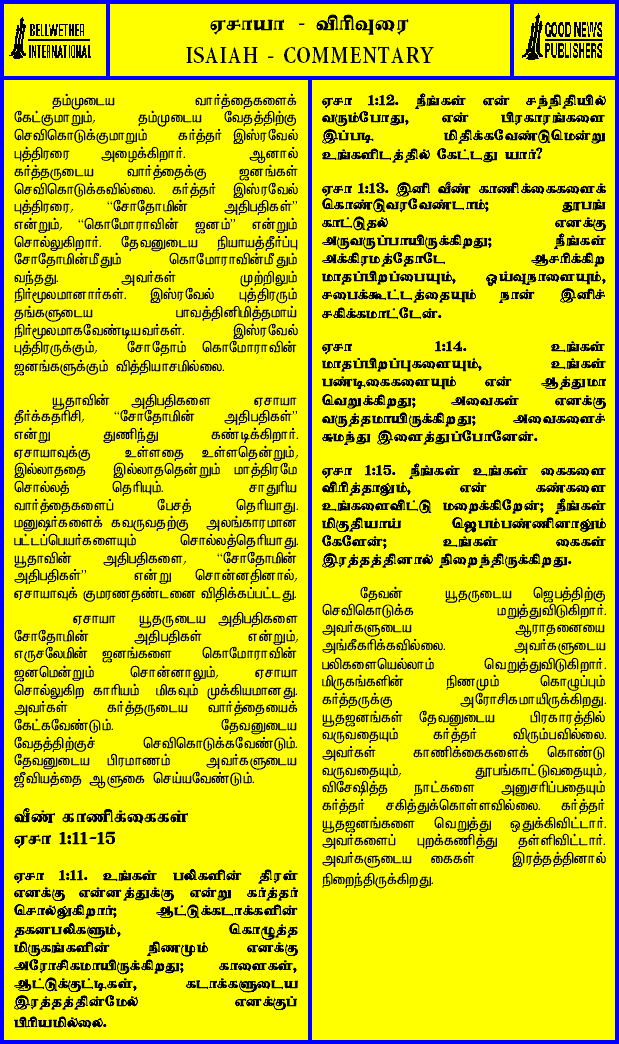 BELLWETHER
INTERNATIONAL
ஏசாயா - விரிவுரை
ISAIAH - COMMENTARY
GOOD NEWS
PUBLISHERS
தம்முடைய வார்த்தைகளைக்
கேட்குமாறும், தம்முடைய வேதத்திற்கு
செவிகொடுக்குமாறும் கர்த்தர் இஸ்ரவேல்
புத்திரரை அழைக்கிறார். ஆனால்
கர்த்தருடைய வார்த்தைக்கு ஜனங்கள்
செவிகொடுக்கவில்லை. கர்த்தர் இஸ்ரவேல்
புத்திரரை, “சோதோமின் அதிபதிகள்”
என்றும், “கொமோராவின் ஜனம்” என்றும்
சொல்லுகிறார். தேவனுடைய நியாயத்தீர்ப்பு
சோதோமின்மீதும் கொமோராவின்மீதும்
வந்தது. அவர்கள் முற்றிலும்
நிர்மூலமானார்கள். இஸ்ரவேல் புத்திரரும்
தங்களுடைய பாவத்தினிமித்தமாய்
நிர்மூலமாகவேண்டியவர்கள். இஸ்ரவேல்
புத்திரருக்கும், சோதோம் கொமோராவின்
ஜனங்களுக்கும் வித்தியாசமில்லை.
யூதாவின் அதிபதிகளை ஏசாயா
தீர்க்கதரிசி, “சோதோமின் அதிபதிகள்”
என்று துணிந்து கண்டிக்கிறார்.
ஏசாயாவுக்கு உள்ளதை உள்ளதென்றும்,
இல்லாததை இல்லாததென்றும் மாத்திரமே
சொல்லத் தெரியும். சாதுரிய
வார்த்தைகளைப் பேசத் தெரியாது.
மனுஷர்களைக் கவருவதற்கு அலங்காரமான
பட்டப்பெயர்களையும் சொல்லத்தெரியாது.
யூதாவின் அதிபதிகளை, “சோதோமின்
அதிபதிகள்” என்று சொன்னதினால்,
ஏசாயாவுக் குமரணதண்டனை விதிக்கப்பட்டது.
ஏசாயா யூதருடைய அதிபதிகளை
சோதோமின் அதிபதிகள் என்றும்,
எருசலேமின் ஜனங்களை கொமோராவின்
ஜனமென்றும் சொன்னாலும், ஏசாயா
சொல்லுகிற காரியம் மிகவும் முக்கியமானது.
அவர்கள் கர்த்தருடைய வார்த்தையைக்
கேட்கவேண்டும். தேவனுடைய
வேதத்திற்குச் செவிகொடுக்கவேண்டும்.
தேவனுடைய பிரமாணம் அவர்களுடைய
ஜீவியத்தை ஆளுகை செய்யவேண்டும்.
வீண் காணிக்கைகள்
ஏசா 1:11-15
ஏசா 1:11. உங்கள் பலிகளின் திரள்
எனக்கு என்னத்துக்கு என்று கர்த்தர்
சொல்லுகிறார்; ஆட்டுக்கடாக்களின்
தகனபலிகளும், கொழுத்த
மிருகங்களின் நிணமும் எனக்கு
அரோசிகமாயிருக்கிறது; காளைகள்,
ஆட்டுக்குட்டிகள், கடாக்களுடைய
இரத்தத்தின்மேல் எனக்குப்
பிரியமில்லை.
ஏசா 1:12. நீங்கள் என் சந்நிதியில்
வரும்போது, என் பிரகாரங்களை
இப்படி மிதிக்கவேண்டுமென்று
உங்களிடத்தில் கேட்டது யார்?
ஏசா 1:13. இனி வீண் காணிக்கைகளைக்
கொண்டுவரவேண்டாம்; தூபங்
காட்டுதல் எனக்கு
அருவருப்பாயிருக்கிறது; நீங்கள்
அக்கிரமத்தோடே ஆசரிக்கிற
மாதப்பிறப்பையும், ஓய்வுநாளையும்,
சபைக்கூட்டத்தையும் நான் இனிச்
சகிக்கமாட்டேன்.
ஏசா 1:14. உங்கள்
மாதப்பிறப்புகளையும், உங்கள்
பண்டிகைகளையும் என் ஆத்துமா
வெறுக்கிறது; அவைகள் எனக்கு
வருத்தமாயிருக்கிறது; அவைகளைச்
சுமந்து இளைத்துப்போனேன்.
ஏசா 1:15. நீங்கள் உங்கள் கைகளை
விரித்தாலும், என் கண்களை
உங்களைவிட்டு மறைக்கிறேன்; நீங்கள்
மிகுதியாய் ஜெபம்பண்ணினாலும்
கேளேன்; உங்கள் கைகள்
இரத்தத்தினால் நிறைந்திருக்கிறது.
தேவன் யூதருடைய ஜெபத்திற்கு
செவிகொடுக்க மறுத்துவிடுகிறார்.
அவர்களுடைய ஆராதனையை
அங்கீகரிக்கவில்லை. அவர்களுடைய
பலிகளையெல்லாம் வெறுத்துவிடுகிறார்.
மிருகங்களின் நிணமும் கொழுப்பும்
கர்த்தருக்கு அரோசிகமாயிருக்கிறது.
யூதஜனங்கள் தேவனுடைய பிரகாரத்தில்
வருவதையும் கர்த்தர் விரும்பவில்லை.
அவர்கள் காணிக்கைகளைக் கொண்டு
வருவதையும், தூபங்காட்டுவதையும்,
விசேஷித்த நாட்களை அனுசரிப்பதையும்
கர்த்தர் சகித்துக்கொள்ளவில்லை. கர்த்தர்
யூதஜனங்களை வெறுத்து ஒதுக்கிவிட்டார்.
அவர்களைப் புறக்கணித்து தள்ளிவிட்டார்.
அவர்களுடைய கைகள் இரத்தத்தினால்
நிறைந்திருக்கிறது.